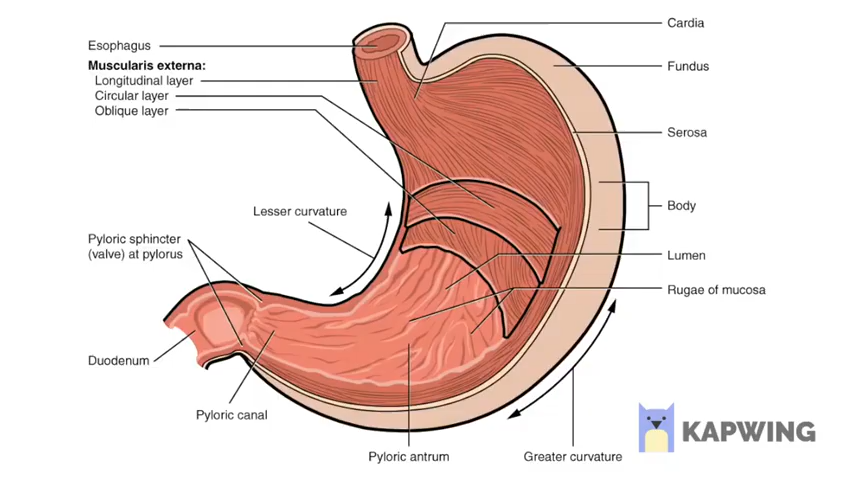 Esophagus
Muscularis externa:
Longitudinal layer
Circular layer
Oblique layer
Cardia
Fundus
Serosa
Body
Lesser curvature
Pyloric sphincter
(valve) at pylorus
Lumen
Rugae of mucosa
Duodenum
Pyloric canal
Pyloric antrum
Greater curvature
KAPWING